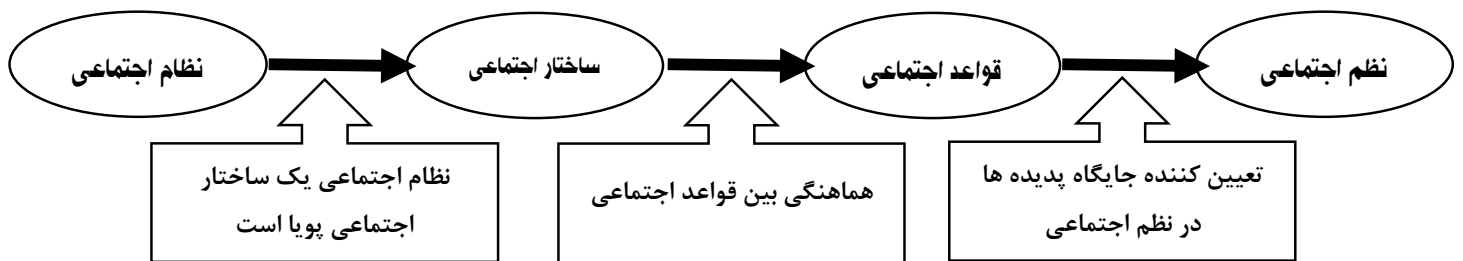 نظم اجتماعی
قواعد اجتماعی
ساختار اجتماعی
نظام اجتماعی
تعیین کننده جایگاه پدیده ها
در نظم اجتماعی
هماهنگی بین قواعد اجتماعی
نظام اجتماعی یک ساختار
اجتماعی پویا است